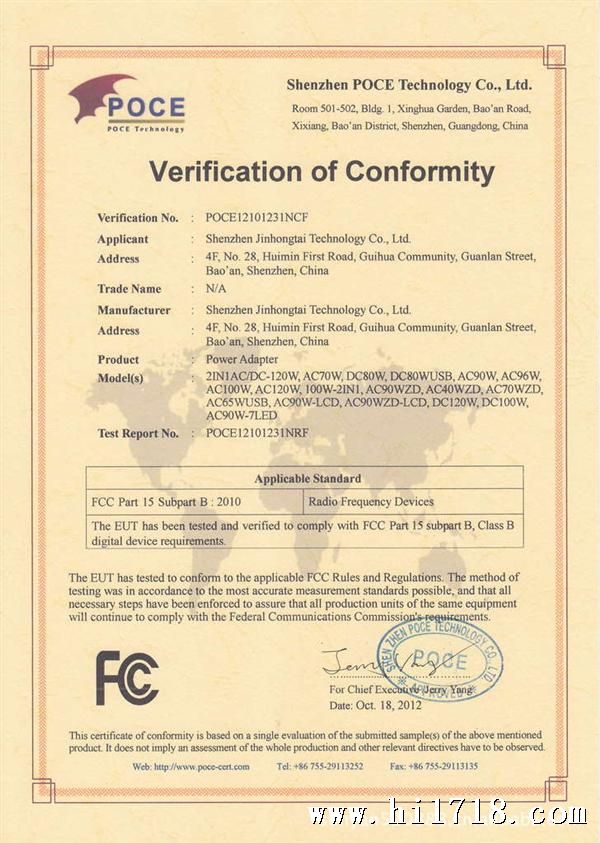 POCE
POCE Technology
Shenzhen POCE Technology Co., Ltd.
Room 501-502, Bldg. 1, Xinghua Garden, Bao'an Road,
Xixiang, Bao'an District, Shenzhen, Guangdong, China
Verification of Conformity
Verification No. : POCE12101231NCF
Applicant : Shenzhen Jinhongtai Technology Co., Ltd.
Address : 4F, No. 28, Huimin First Road, Guihua Community, Guanlan Street,
Bao'an, Shenzhen, China
Trade Name : N/A
Manufacturer : Shenzhen Jinhongtai Technology Co., Ltd.
Address : 4F, No. 28, Huimin First Road, Guihua Community, Guanlan Street,
Bao'an, Shenzhen, China
Product : Power Adapter
Model(s) : 2IN1AC/DC-120W, AC70W, DC80W, DC80WUSB, AC90W, AC96W,
AC100W, AC120W, 100W-2IN1, AC90WZD, AC40WZD, AC70WZD,
AC65WUSB, AC90W-LCD, AC90WZD-LCD, DC120W, DC100W,
AC90W-7LED
Test Report No. : POCE12101231NRF
Applicable Standard
FCC Part 15 Subpart B : 2010 Radio Frequency Devices
The EUT has been tested and verified to comply with FCC Part 15 subpart B, Class B
digital device requirements.
The EUT has tested to conform to the applicable FCC Rules and Regulations. The method of
testing was in accordance to the most accurate measurement standards possible, and that all
necessary steps have been enforced to assure that all production units of the same equipment
will continue to comply with the Federal Communications Commission's requirements.
FCC
SHEN ZHEN POCE TECHNOLOGY CO., LTD
POCE
※ APPROVED ※
For Chief Executive Jerry Yang
Date: Oct. 18, 2012
This certificate of conformity is based on a single evaluation of the submitted sample(s) of the above mentioned
product. It does not imply an assessment of the whole production and other relevant directives have to be observed.
Web: http://www.poce-cert.com Tel: +86 755-29113252 Fax: +86 755-29113135
www.hi1718.com